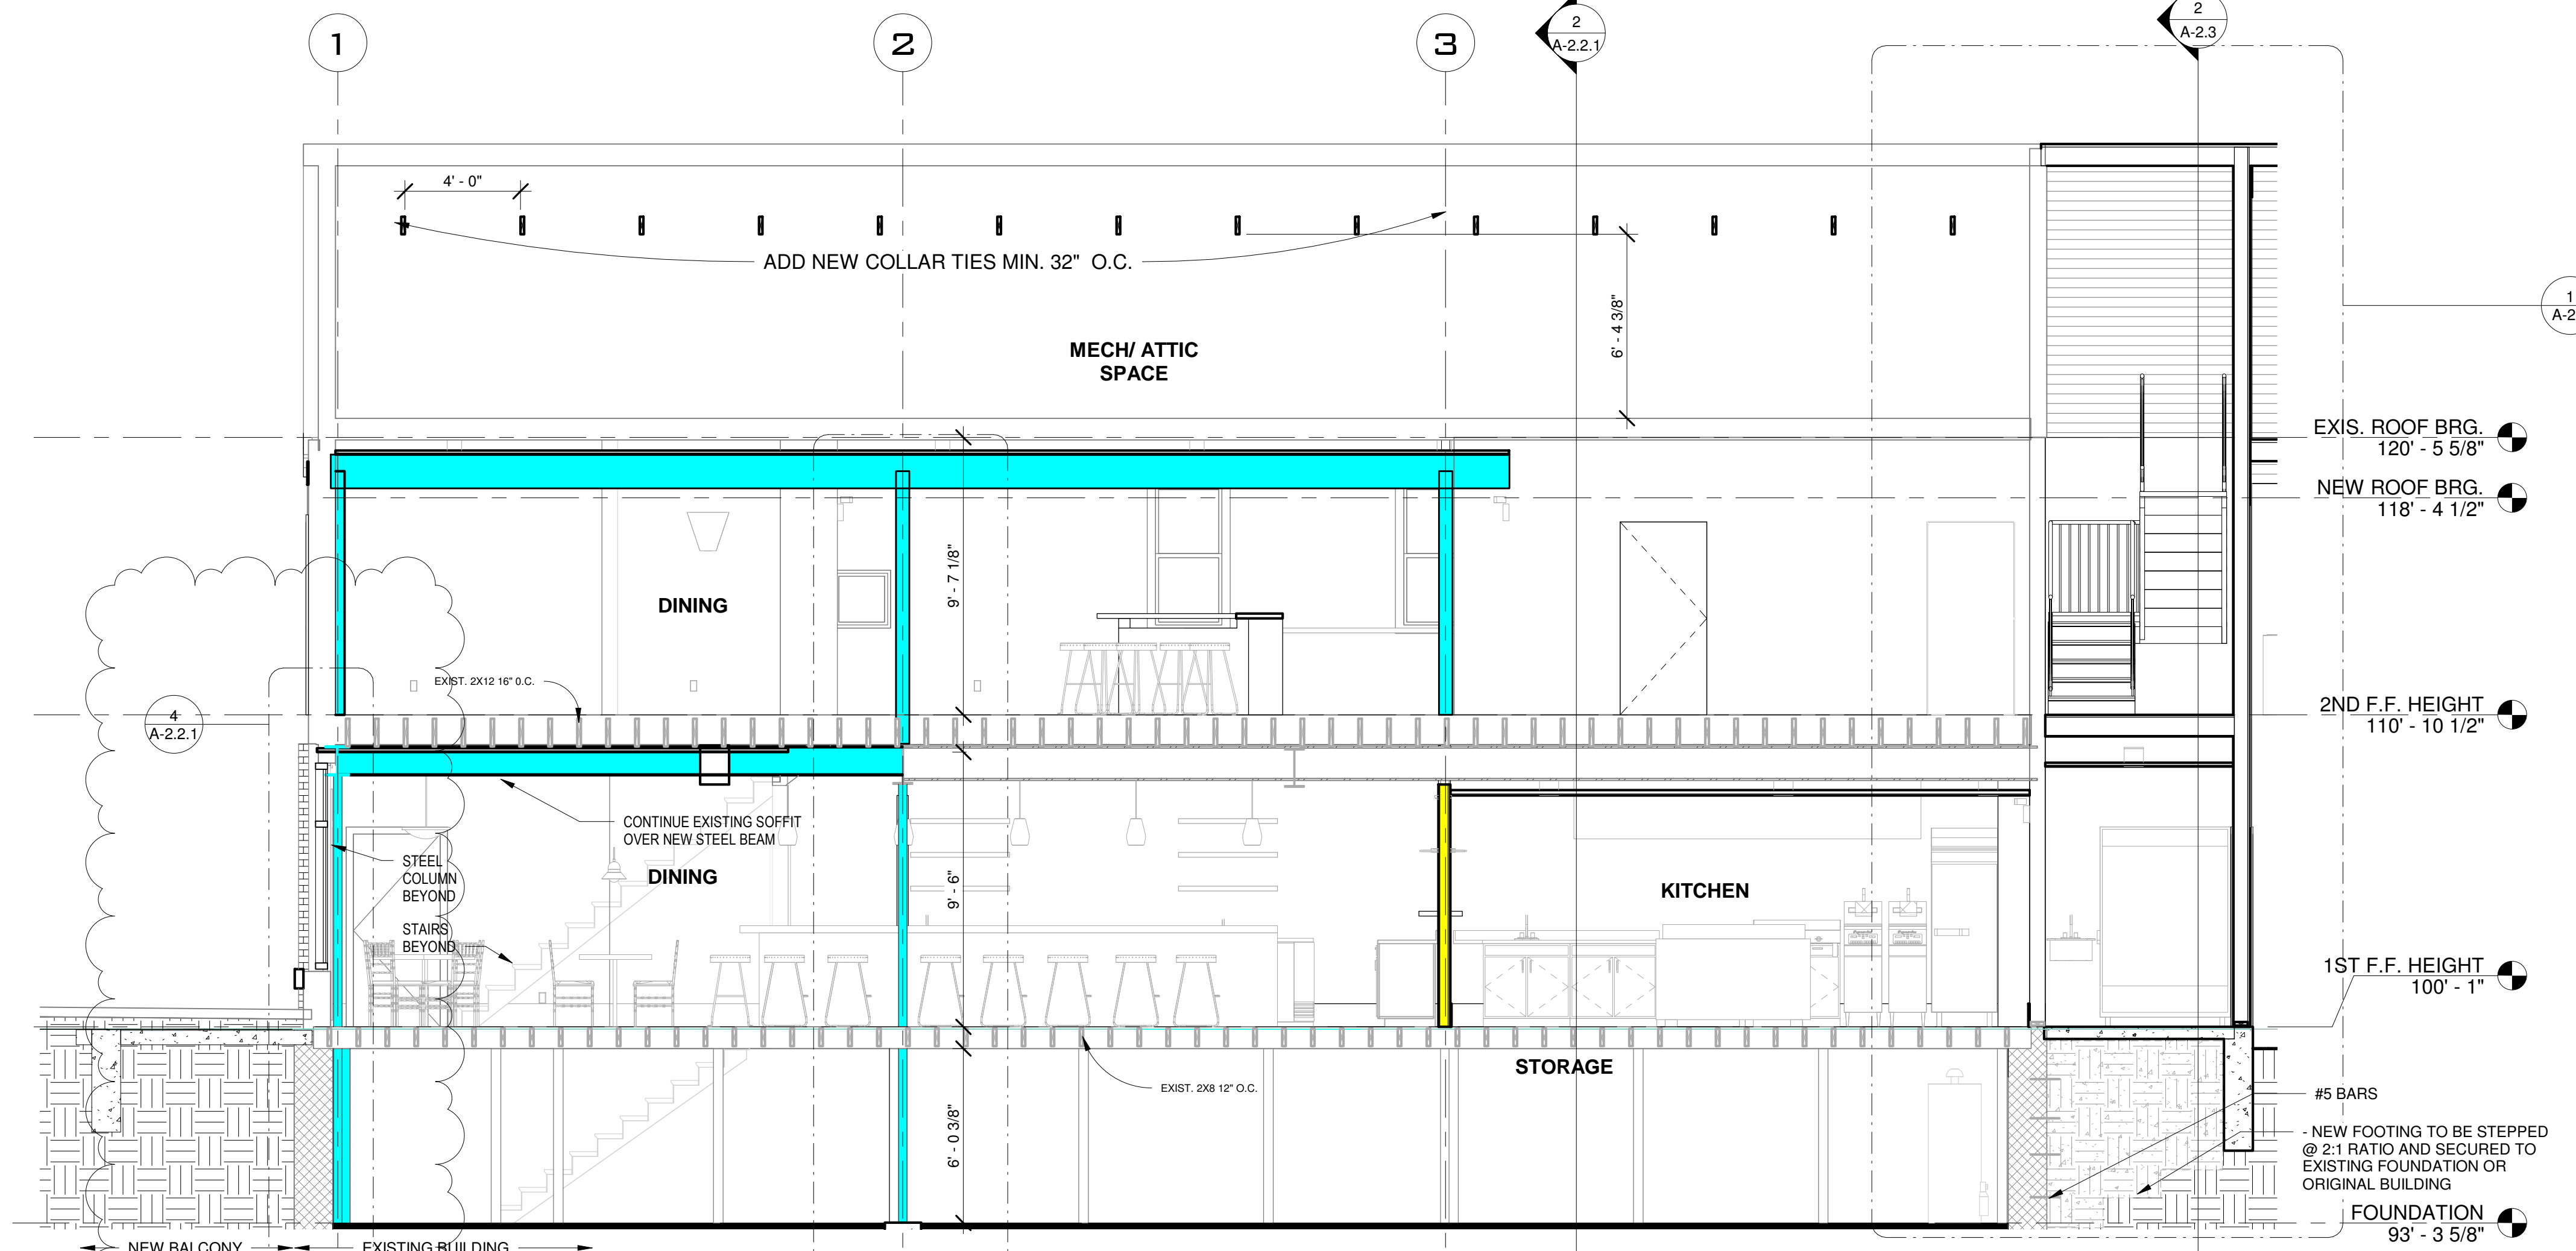 1
2
3
2
A-2.2.1
2
A-2.3
4' - 0"
ADD NEW COLLAR TIES MIN. 32" O.C.
1
MECH/ ATTIC
SPACE
6' - 4 3/8"
EXIS. ROOF BRG.
120' - 5 5/8"
NEW ROOF BRG.
118' - 4 1/2"
DINING
9' - 7 1/8"
EXIST. 2X12 16" O.C.
4
A-2.2.1
2ND F.F. HEIGHT
110' - 10 1/2"
CONTINUE EXISTING SOFFIT
OVER NEW STEEL BEAM
STEEL
COLUMN
BEYOND
DINING
9' - 6"
KITCHEN
STAIRS
BEYOND
1ST F.F. HEIGHT
100' - 1"
STORAGE
EXIST. 2X8 12" O.C.
6' - 0 3/8"
#5 BARS
- NEW FOOTING TO BE STEPPED
@ 2:1 RATIO AND SECURED TO
EXISTING FOUNDATION OR
ORIGINAL BUILDING
FOUNDATION
93' - 3 5/8"
NEW BALCONY
EXISTING BUILDING